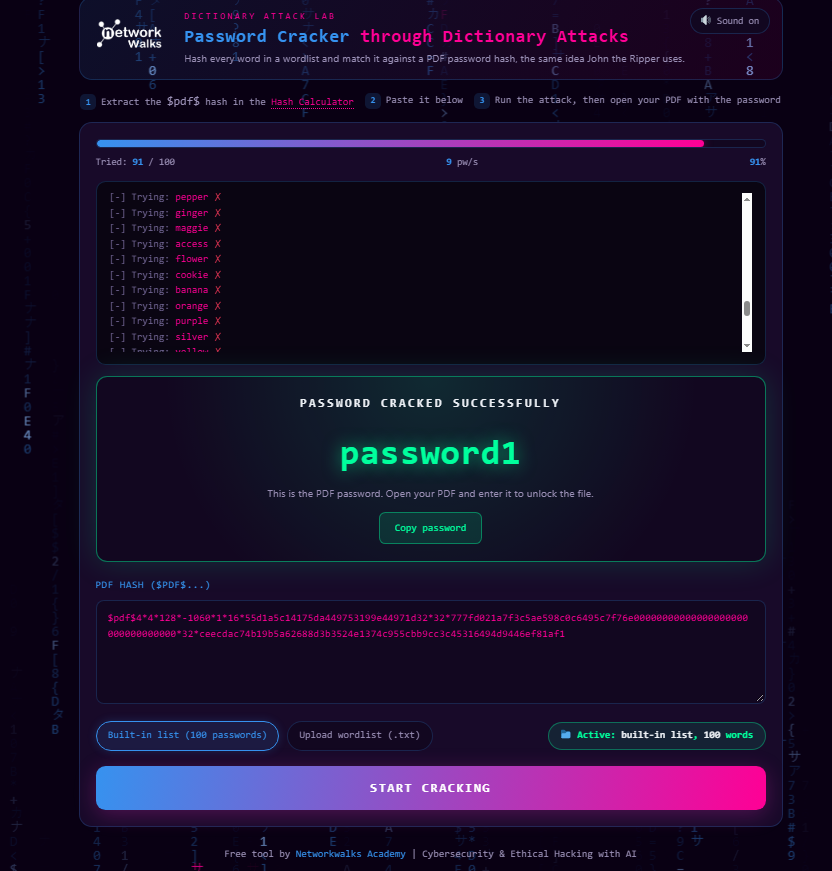 network
Walks
DICTIONARY ATTACK LAB
Password Cracker through Dictionary Attacks
Hash every word in a wordlist and match it against a PDF password hash, the same idea John the Ripper uses.
Sound on
1 Extract the $pdf$ hash in the Hash Calculator 2 Paste it below 3 Run the attack, then open your PDF with the password
Tried: 91 / 100 9 pw/s 91%
[-] Trying: pepper ✗
[-] Trying: ginger ✗
[-] Trying: maggie ✗
[-] Trying: access ✗
[-] Trying: flower ✗
[-] Trying: cookie ✗
[-] Trying: banana ✗
[-] Trying: orange ✗
[-] Trying: purple ✗
[-] Trying: silver ✗
[-] Trying: yellow ✗
PASSWORD CRACKED SUCCESSFULLY
password1
This is the PDF password. Open your PDF and enter it to unlock the file.
Copy password
PDF HASH ($PDF$...)
$pdf$4*4*128*-1060*1*16*55d1a5c14175da449753199e44971d32*32*777fd021a7f3c5ae598c0c6495c7f76e00000000000000000000
000000000000*32*ceecdac74b19b5a62688d3b3524e1374c955cbb9cc3c45316494d9446ef81af1
Built-in list (100 passwords) Upload wordlist (.txt) Active: built-in list, 100 words
START CRACKING
Free tool by Networkwalks Academy | Cybersecurity & Ethical Hacking with AI